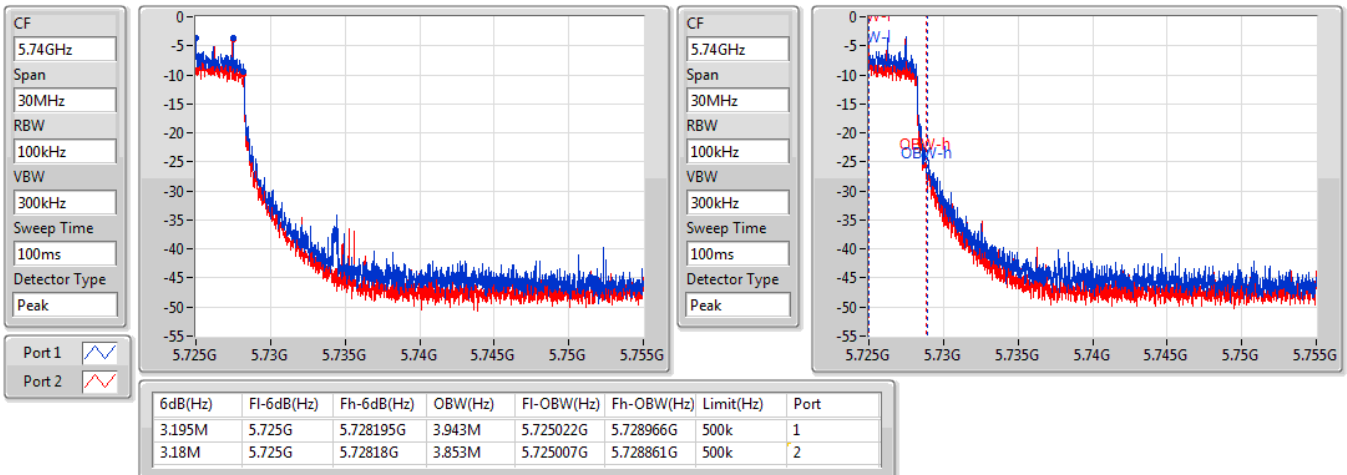 CF
5.74GHz
Span
30MHz
RBW
100kHz
VBW
300kHz
Sweep Time
100ms
Detector Type
Peak
Port 1
Port 2
0
-5
-10
-15
-20
-25
-30
-35
-40
-45
-50
-55
5.725G 5.73G 5.735G 5.74G 5.745G 5.75G 5.755G
CF
5.74GHz
Span
30MHz
RBW
100kHz
VBW
300kHz
Sweep Time
100ms
Detector Type
Peak
0
-5
-10
-15
-20
-25
-30
-35
-40
-45
-50
-55
W-l
OBW-h
OBW-h
5.725G 5.73G 5.735G 5.74G 5.745G 5.75G 5.755G
6dB(Hz) Fl-6dB(Hz) Fh-6dB(Hz) OBW(Hz) Fl-OBW(Hz) Fh-OBW(Hz) Limit(Hz) Port
3.195M 5.725G 5.728195G 3.943M 5.725022G 5.728966G 500k 1
3.18M 5.725G 5.72818G 3.853M 5.725007G 5.728861G 500k 2